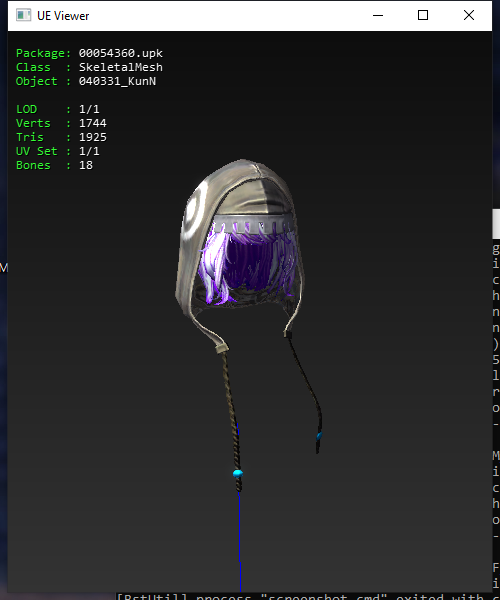 UE Viewer
Package: 00054360.upk
Class : SkeletalMesh
Object : 040331_KunN
LOD : 1/1
Verts : 1744
Tris : 1925
UV Set : 1/1
Bones : 18
M
g
i
c
h
n
n
)
5
l
r
o
-
M
i
c
h
o
-
F
i
[BstUtil] process "screenshot.cmd" exited with c